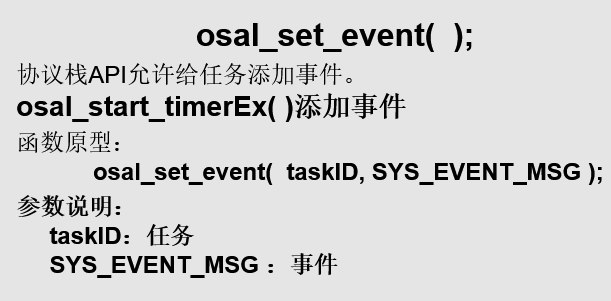 osal_set_event(  );
协议栈API允许给任务添加事件。
osal_start_timerEx( )添加事件
函数原型：
osal_set_event(  taskID, SYS_EVENT_MSG );
参数说明：
taskID：任务
SYS_EVENT_MSG ：事件